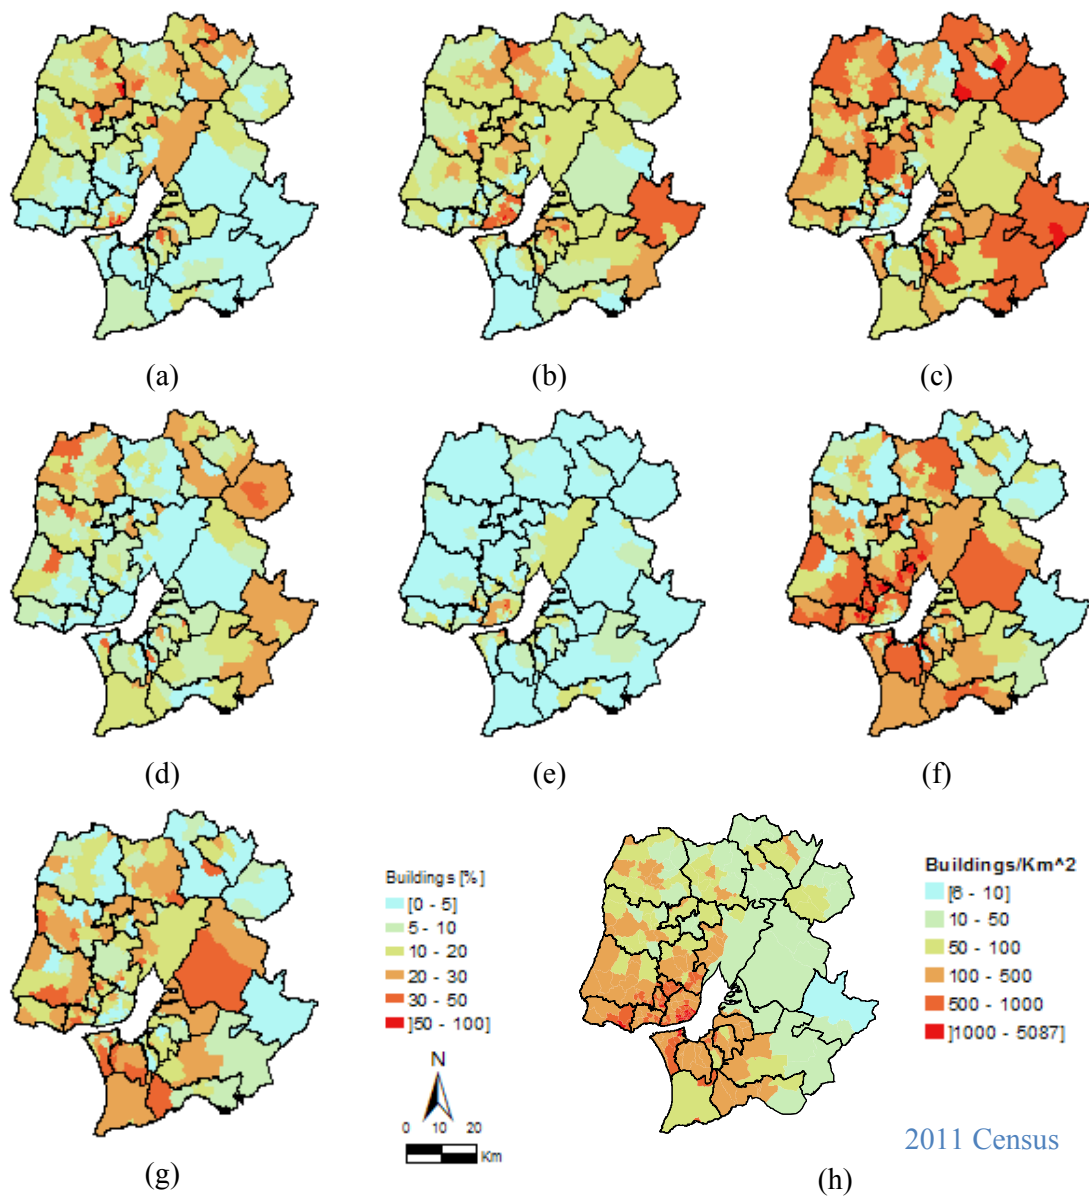 (a)
(b)
(c)
(d)
(e)
(f)
Buildings [%]
[0 - 5]
5 - 10
10 - 20
20 - 30
30 - 50
]50 - 100]
N
0 10 20
Km
Buildings/Km^2
[6 - 10]
10 - 50
50 - 100
100 - 500
500 - 1000
]1000 - 5087]
2011 Census
(g)
(h)